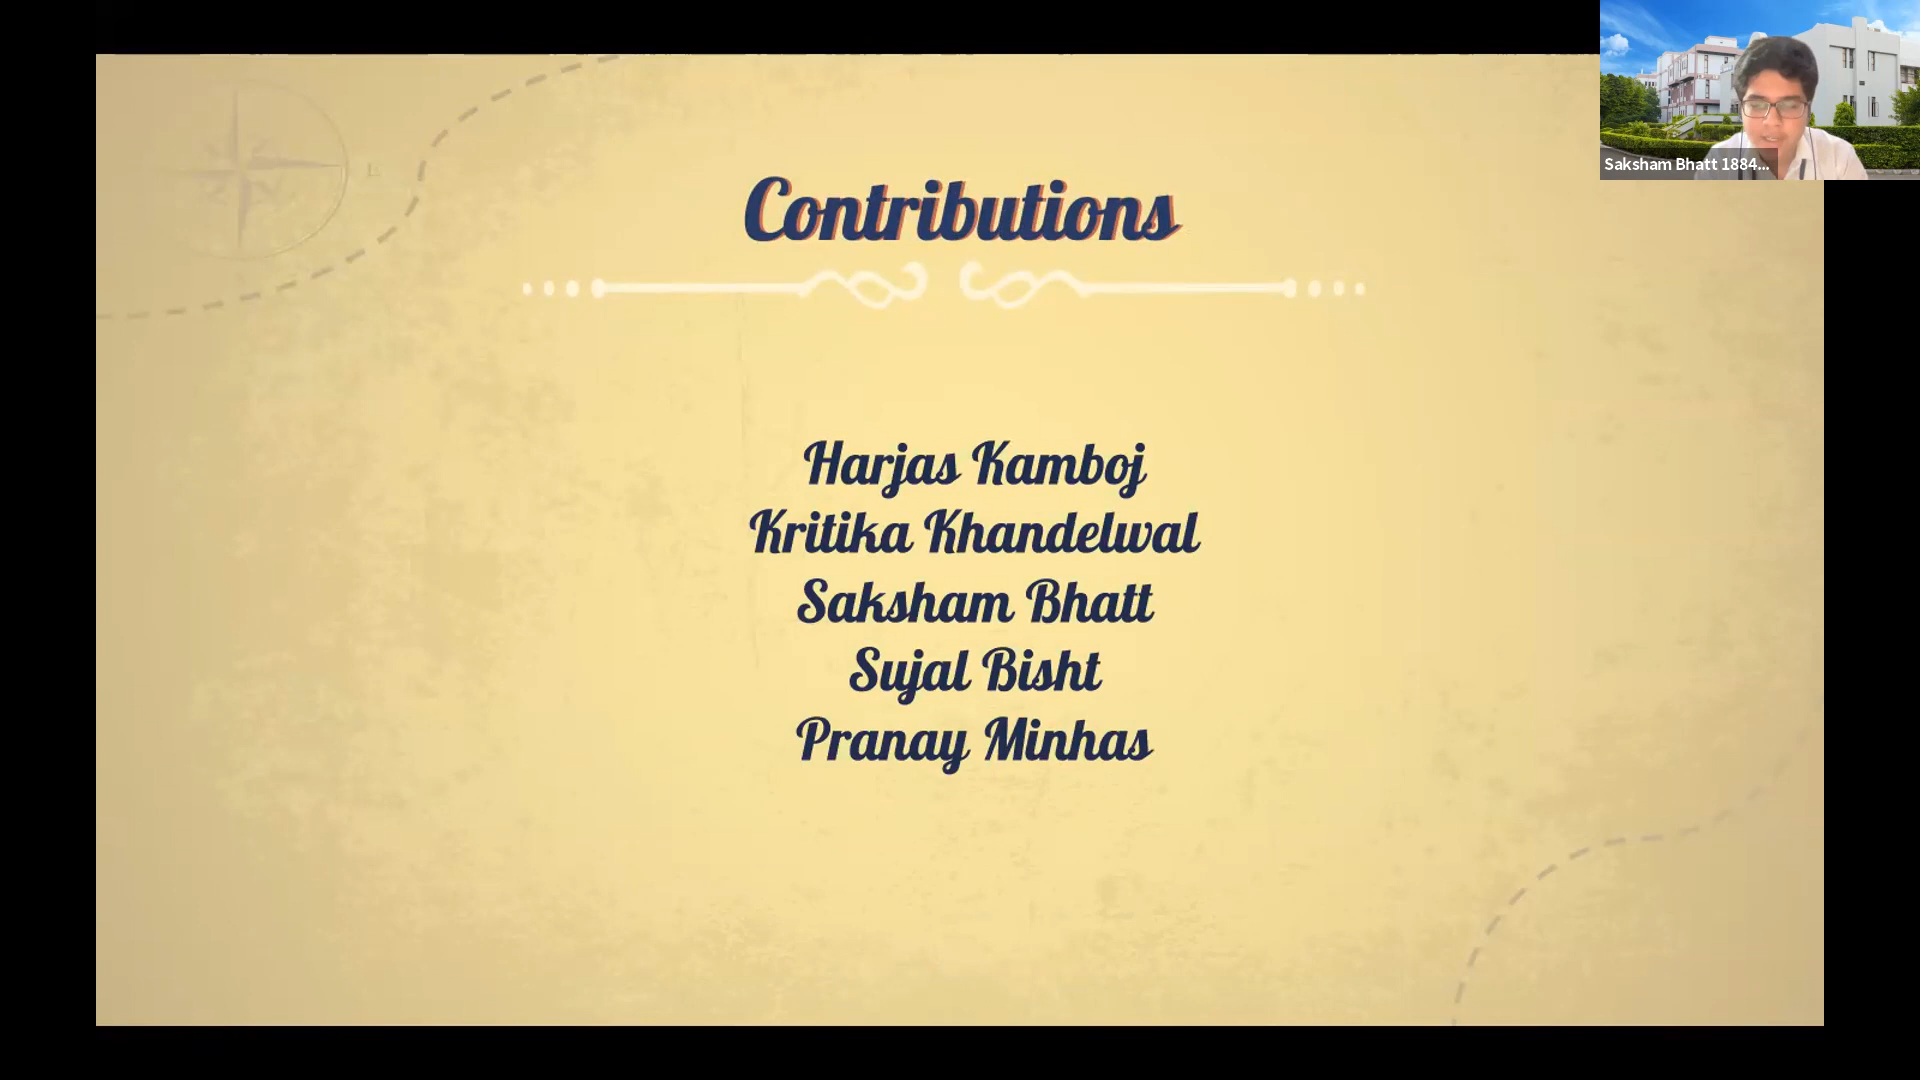 Contributions
Saksham Bhatt 1884...
Harjas Kamboj
Kritika Khandelwal
Saksham Bhatt
Sujal Bisht
Pranay Minhas